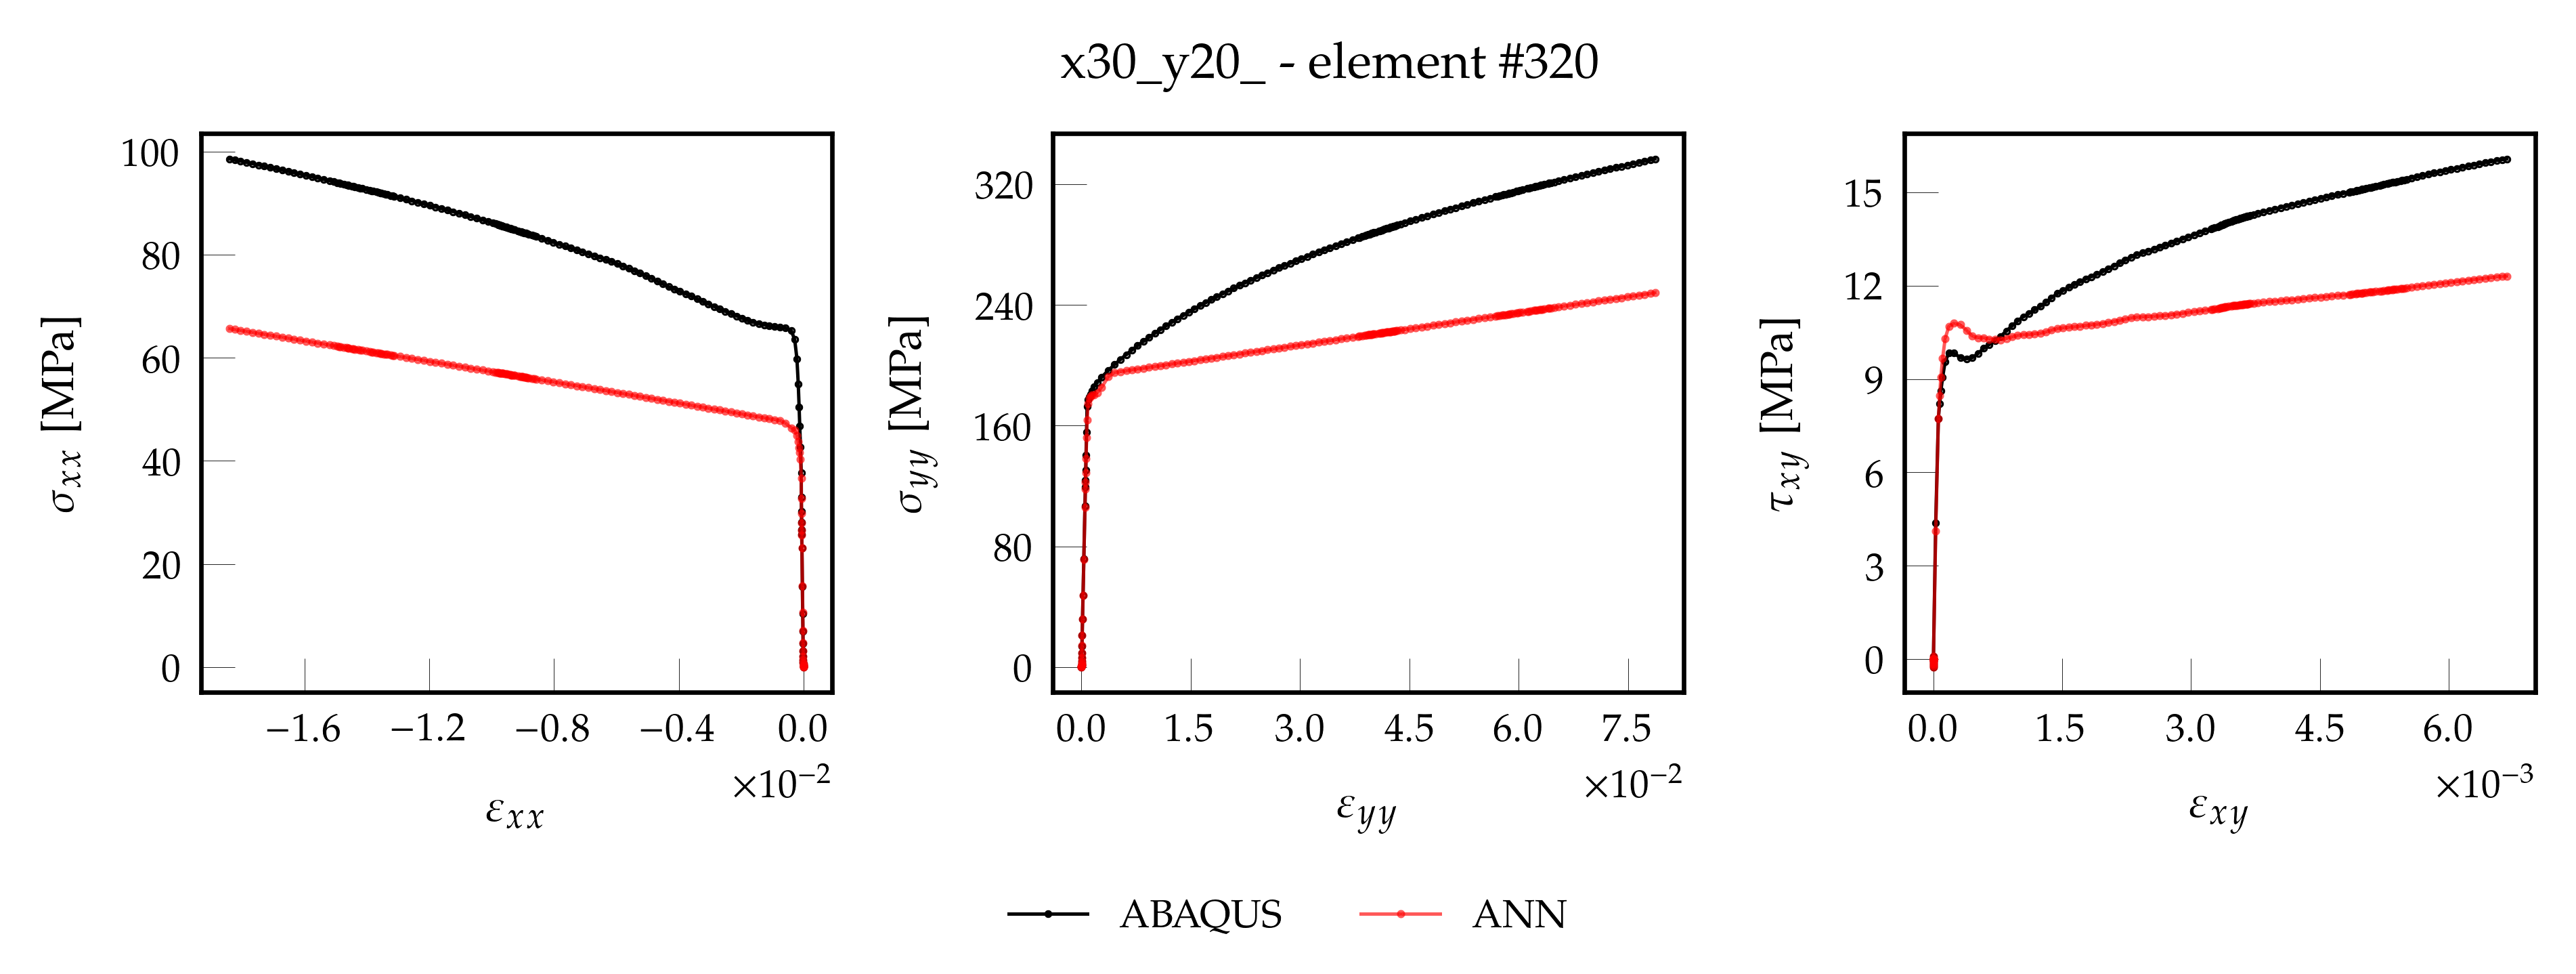 x30_y20_ - element #320
σxx [MPa]
100
80
60
40
20
0
−1.6 −1.2 −0.8 −0.4 0.0
×10−2
εxx
σyy [MPa]
320
240
160
80
0
0.0 1.5 3.0 4.5 6.0 7.5
×10−2
εyy
τxy [MPa]
15
12
9
6
3
0
0.0 1.5 3.0 4.5 6.0
×10−3
εxy
ABAQUS ANN